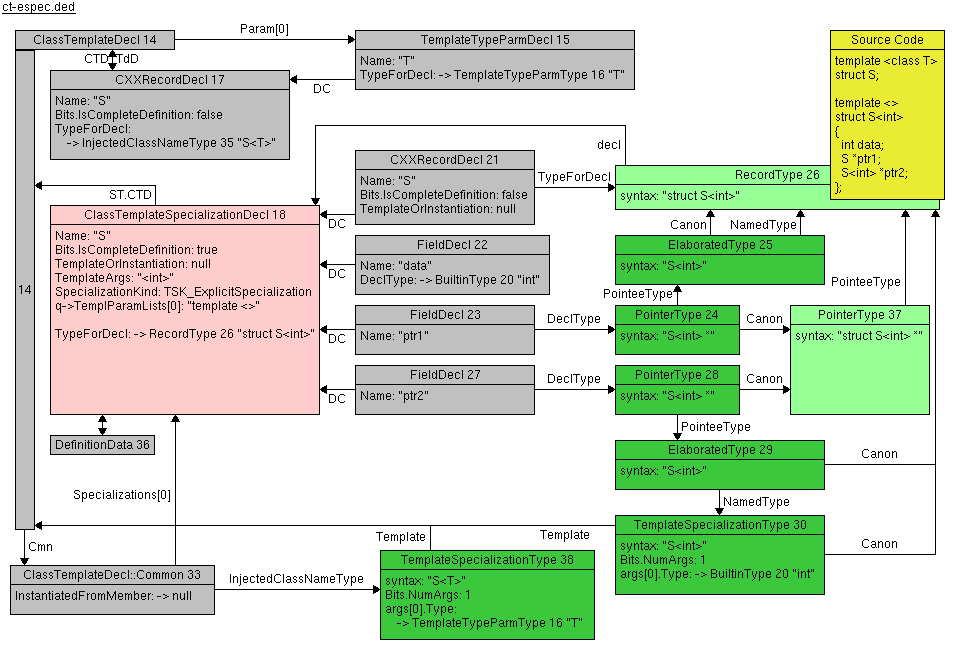 ct-espec.ded
ClassTemplateDecl 14
Param[0]
TemplateTypeParmDecl 15
Name: "T"
TypeForDecl: -> TemplateTypeParmType 16 "T"
Source Code
template <class T>
struct S;
template <>
struct S<int>
{
int data;
S *ptr1;
S<int> *ptr2;
};
CTD
TdD
DC
CXXRecordDecl 17
Name: "S"
Bits.IsCompleteDefinition: false
TypeForDecl:
-> InjectedClassNameType 35 "S<T>"
decl
CXXRecordDecl 21
Name: "S"
Bits.IsCompleteDefinition: false
TemplateOrInstantiation: null
TypeForDecl
RecordType 26
syntax: "struct S<int>"
ST.CTD
DC
ClassTemplateSpecializationDecl 18
Name: "S"
Bits.IsCompleteDefinition: true
TemplateOrInstantiation: null
TemplateArgs: "<int>"
SpecializationKind: TSK_ExplicitSpecialization
q->TemplParamLists[0]: "template <>"
TypeForDecl: -> RecordType 26 "struct S<int>"
14
FieldDecl 22
Name: "data"
DeclType: -> BuiltinType 20 "int"
DC
Canon
NamedType
ElaboratedType 25
syntax: "S<int>"
PointeeType
PointeeType
FieldDecl 23
Name: "ptr1"
DC
DeclType
PointerType 24
syntax: "S<int> *"
Canon
PointerType 37
syntax: "struct S<int> *"
FieldDecl 27
Name: "ptr2"
DC
DeclType
PointerType 28
syntax: "S<int> *"
Canon
PointeeType
DefinitionData 36
ElaboratedType 29
syntax: "S<int>"
Canon
Specializations[0]
NamedType
TemplateSpecializationType 30
syntax: "S<int>"
Bits.NumArgs: 1
args[0].Type: -> BuiltinType 20 "int"
Canon
Template
Template
Cmn
ClassTemplateDecl::Common 33
InstantiatedFromMember: -> null
InjectedClassNameType
TemplateSpecializationType 38
syntax: "S<T>"
Bits.NumArgs: 1
args[0].Type:
-> TemplateTypeParmType 16 "T"